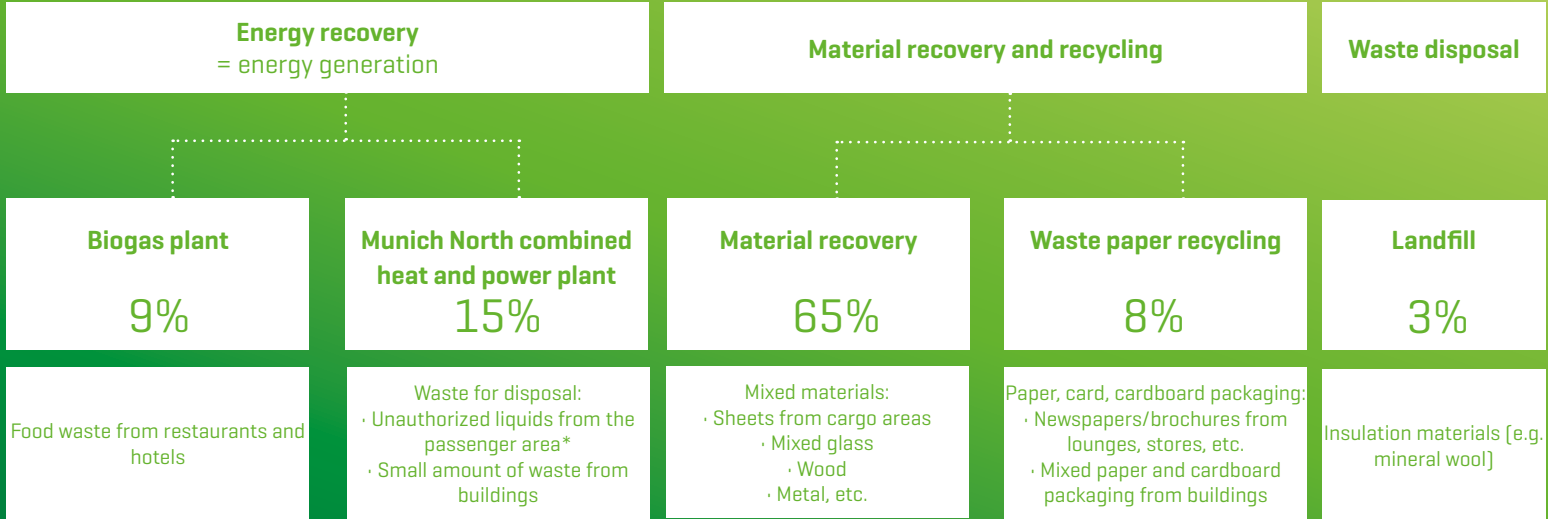 Energy recovery
= energy generation
Material recovery and recycling
Waste disposal
Biogas plant
9%
Munich North combined
heat and power plant
15%
Material recovery
65%
Waste paper recycling
8%
Landfill
3%
Food waste from restaurants and
hotels
Waste for disposal:
· Unauthorized liquids from the
passenger area*
· Small amount of waste from
buildings
Mixed materials:
· Sheets from cargo areas
· Mixed glass
· Wood
· Metal, etc.
Paper, card, cardboard packaging:
· Newspapers/brochures from
lounges, stores, etc.
· Mixed paper and cardboard
packaging from buildings
Insulation materials (e.g.
mineral wool)